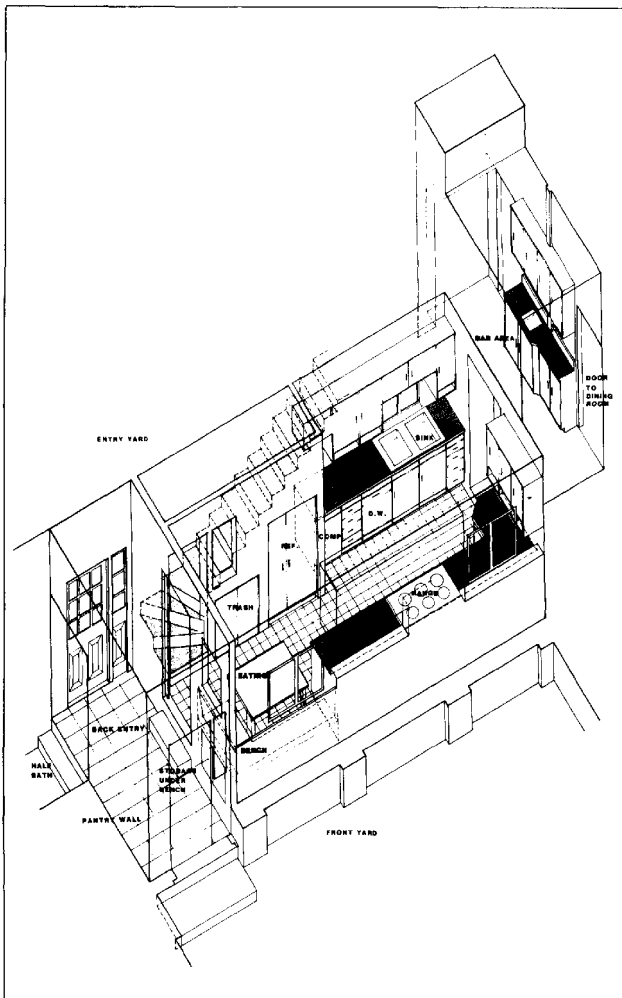 BAR AREA
DOOR
TO
DINING
ROOM
ENTRY YARD
SINK
D.W.
COMP.
REF.
TRASH
RANGE
EATING
BENCH
BACK ENTRY
STORAGE
UNDER
BENCH
HALF
BATH
PANTRY WALL
FRONT YARD